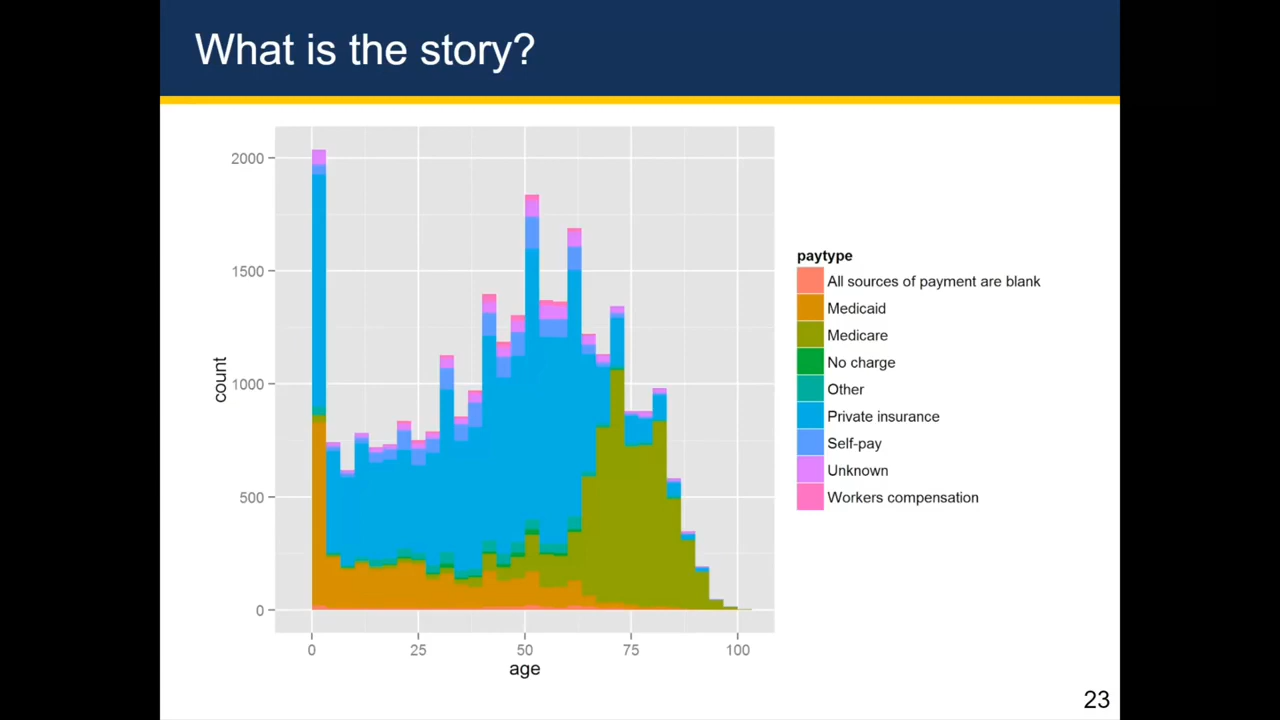 What is the story?
2000
1500
1000
500
0
count
0 25 50 75 100
age
paytype
All sources of payment are blank
Medicaid
Medicare
No charge
Other
Private insurance
Self-pay
Unknown
Workers compensation
23